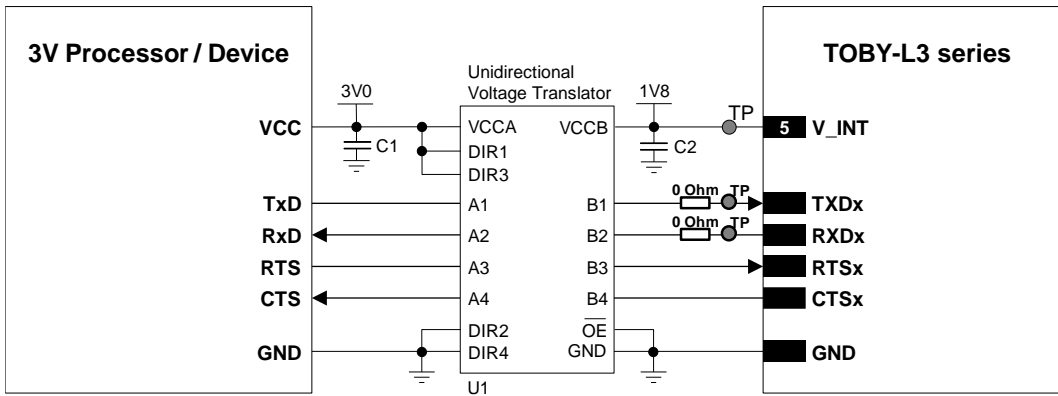 3V Processor / Device
VCC
TxD
RxD
RTS
CTS
GND
3V0
C1
Unidirectional
Voltage Translator
VCCA
DIR1
DIR3
A1
A2
A3
A4
DIR2
DIR4
VCCB
B1
B2
B3
B4
OE
GND
U1
1V8
C2
TP
0 Ohm TP
0 Ohm TP
TOBY-L3 series
5 V_INT
TXDx
RXDx
RTSx
CTSx
GND